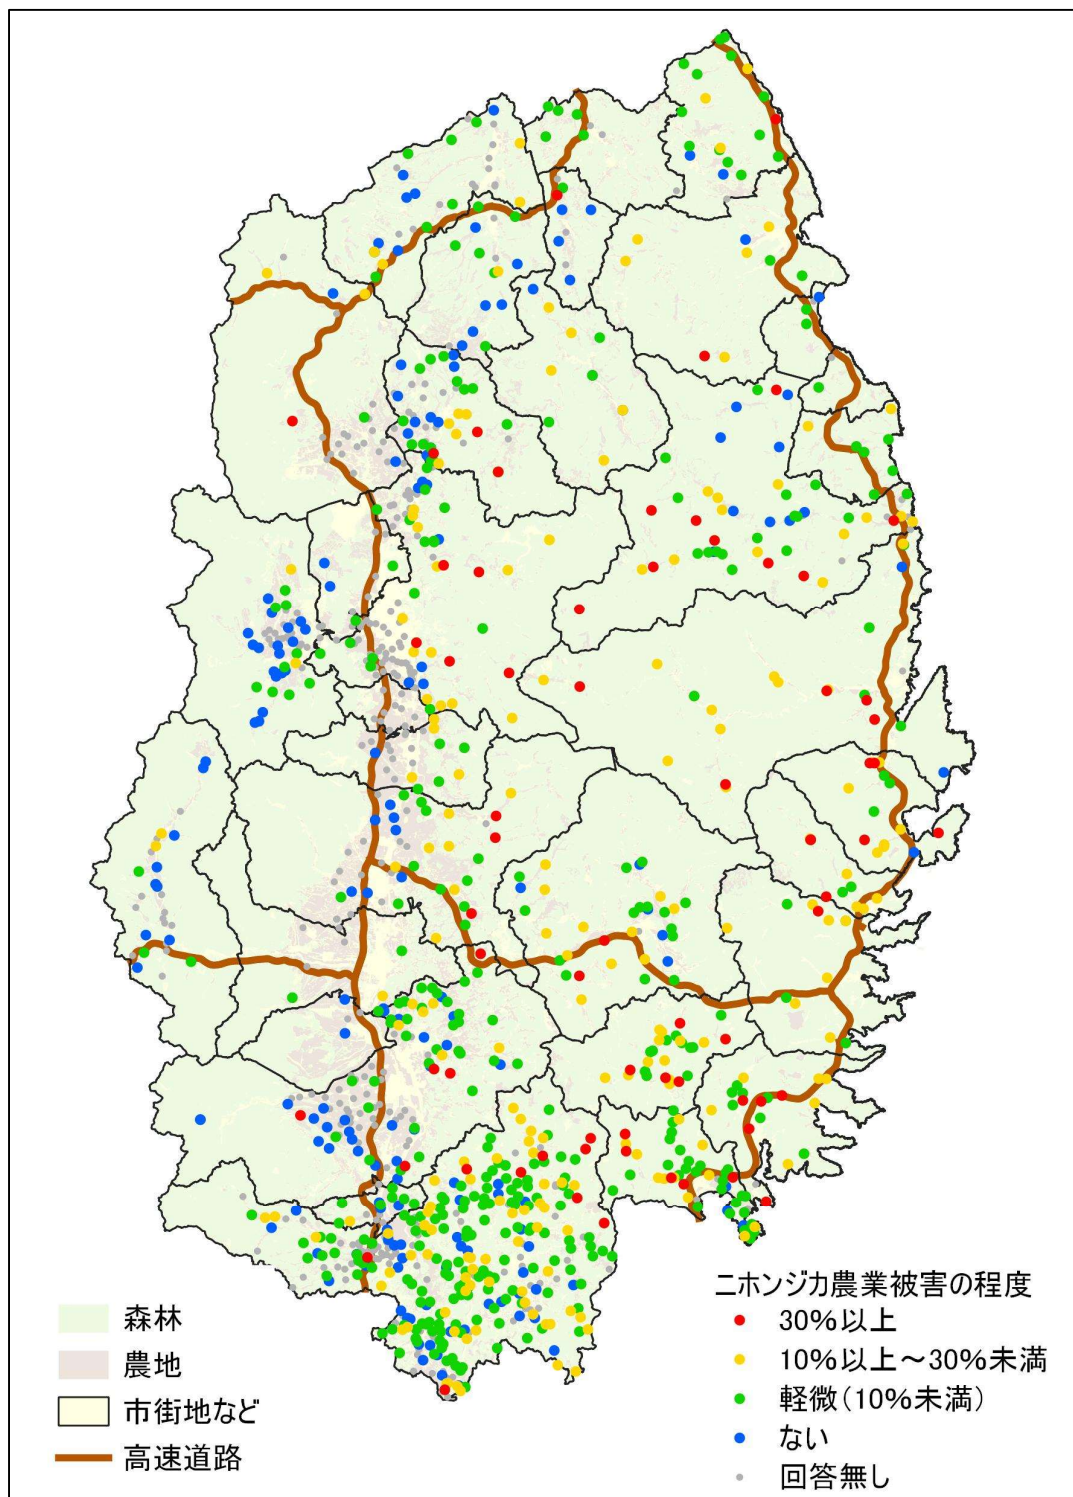 ニホンジカ農業被害の程度
30%以上
10%以上～30%未満
軽微(10%未満)
ない
回答無し
森林
農地
市街地など
高速道路